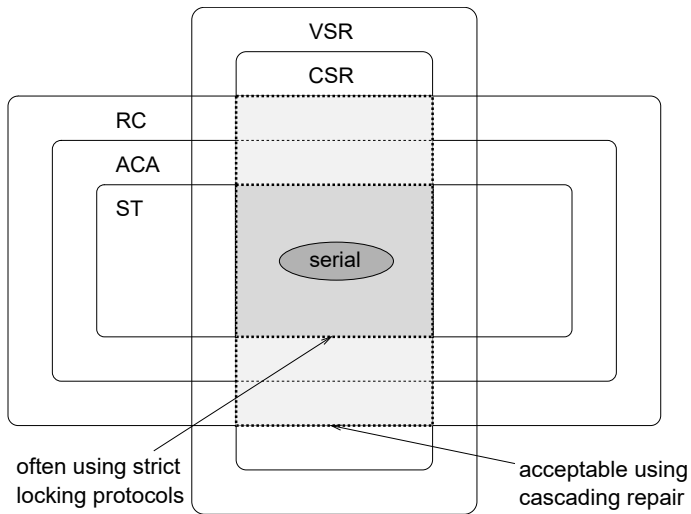 VSR
CSR
RC
ACA
ST
serial
often using strict
locking protocols
acceptable using
cascading repair